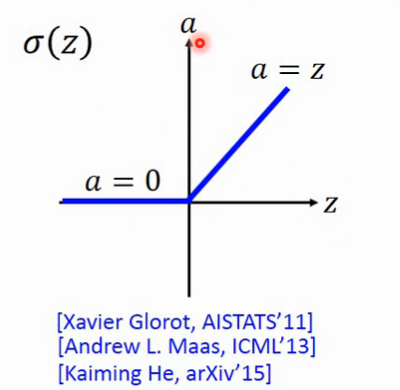 a
σ(z)
a = z
a = 0
z
[Xavier Glorot, AISTATS'11]
[Andrew L. Maas, ICML'13]
[Kaiming He, arXiv'15]